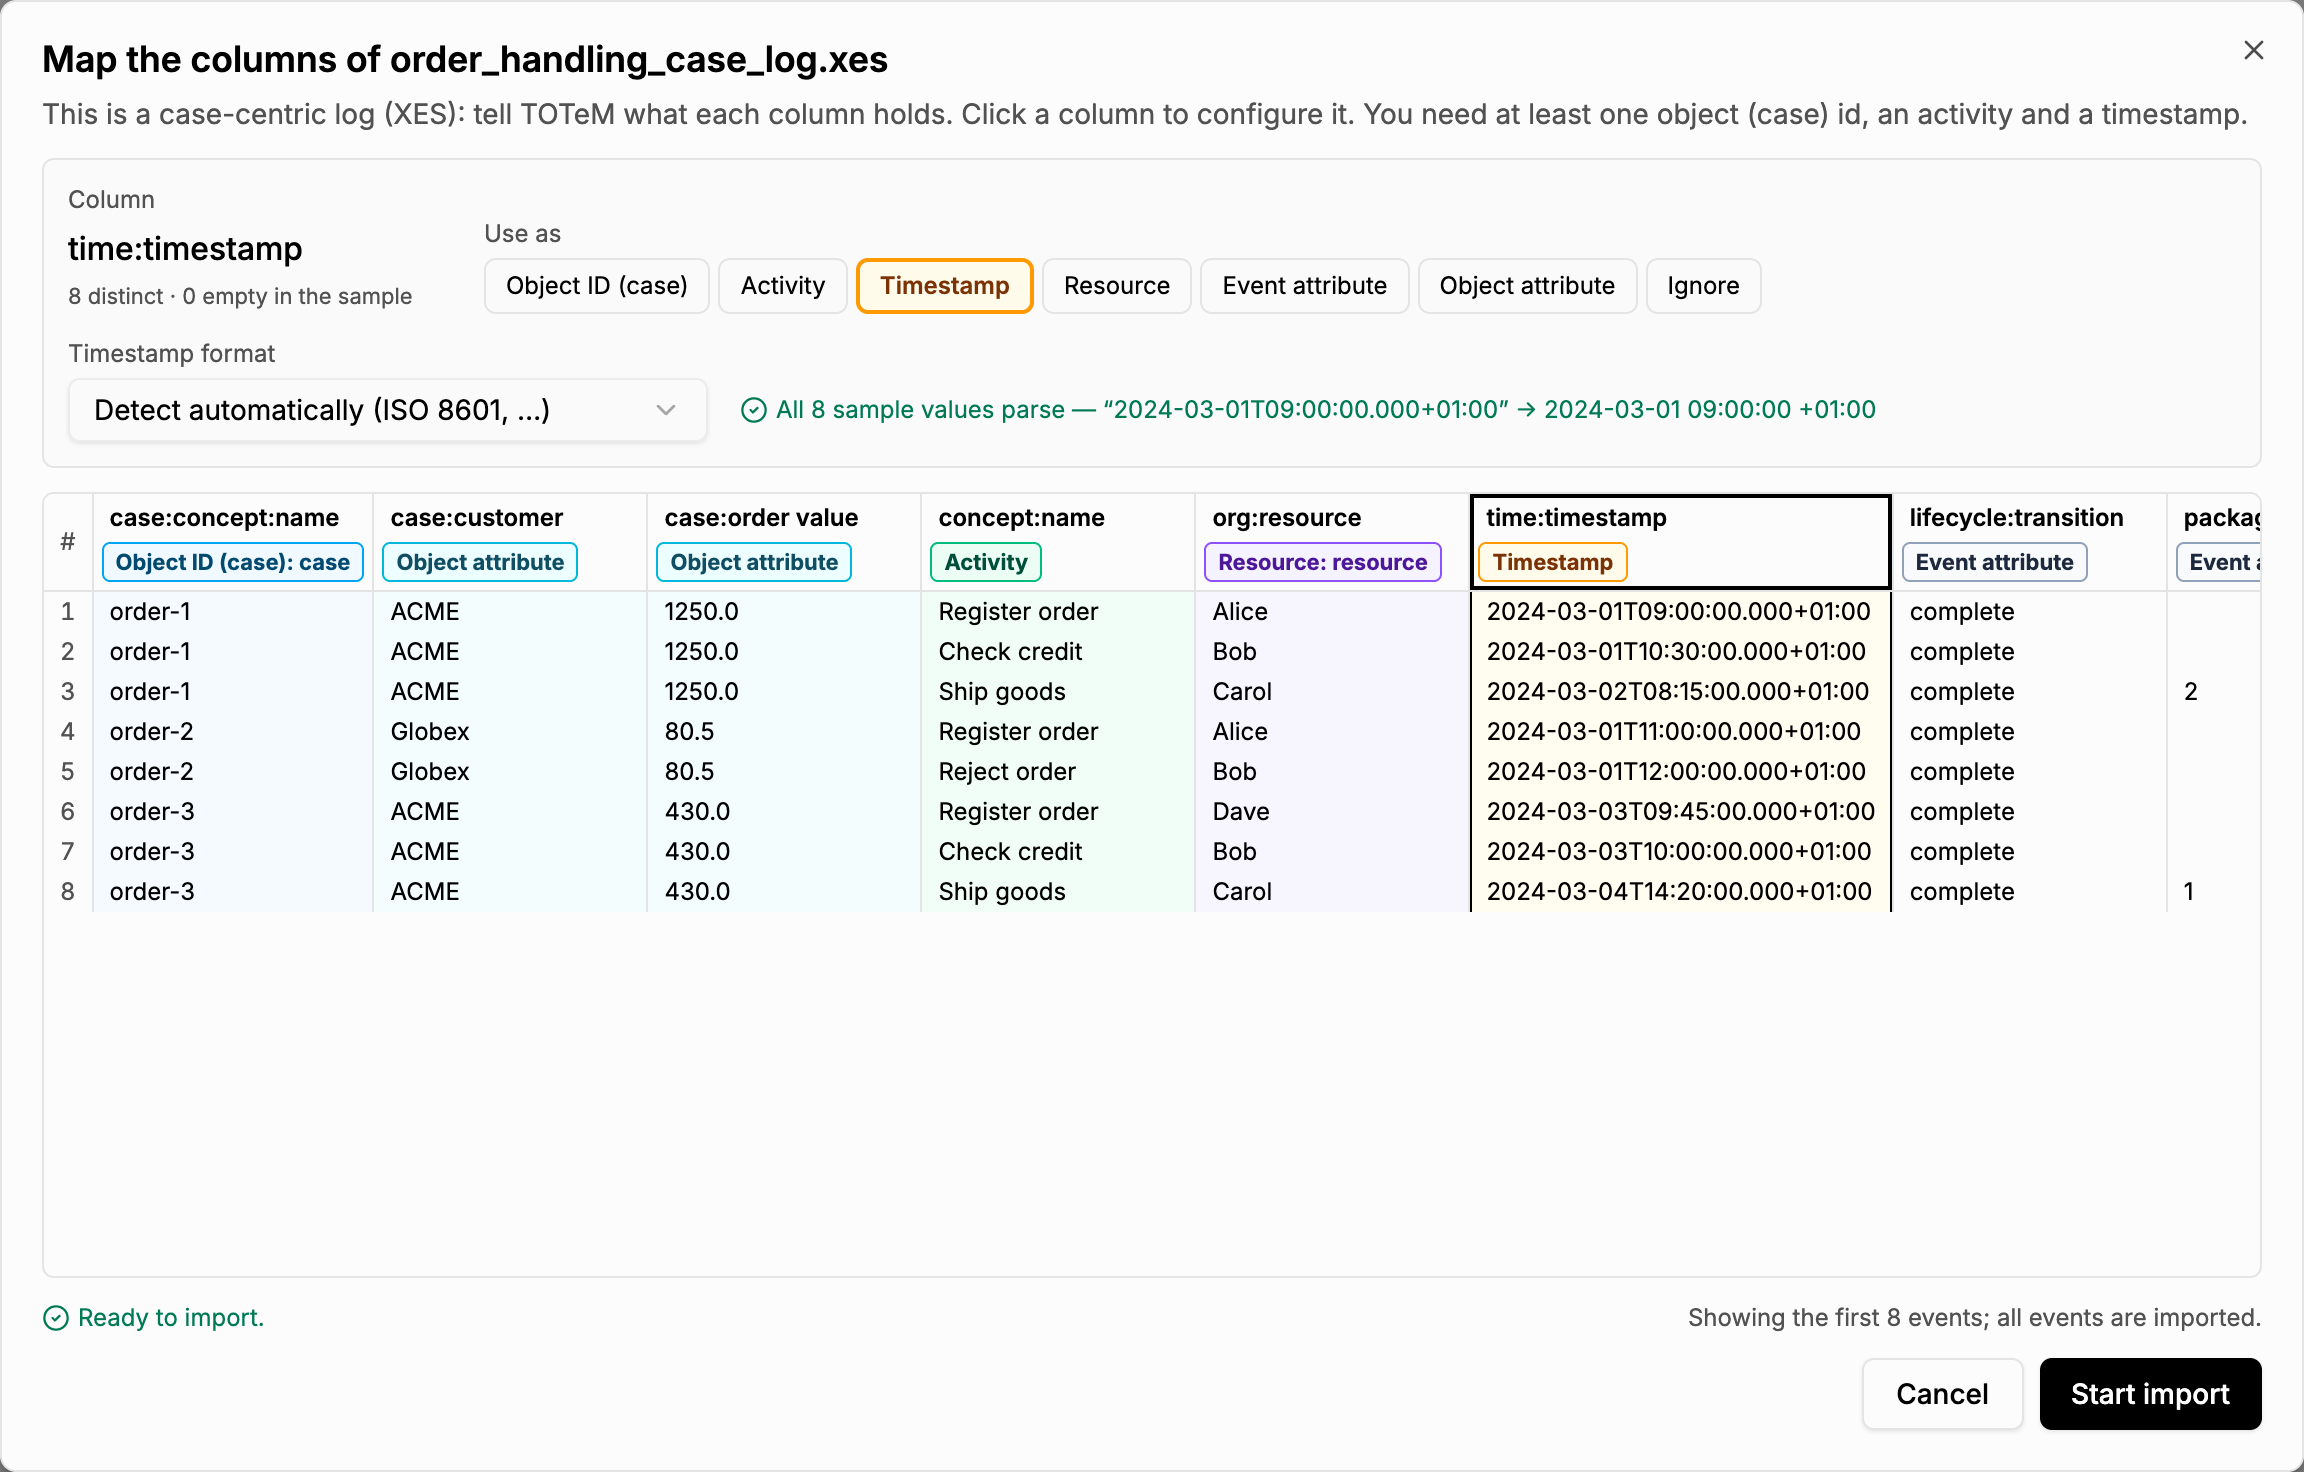 Map the columns of order_handling_case_log.xes
This is a case-centric log (XES): tell TOTeM what each column holds. Click a column to configure it. You need at least one object (case) id, an activity and a timestamp.
Column
time:timestamp
8 distinct · 0 empty in the sample
Use as
Object ID (case) Activity Timestamp Resource Event attribute Object attribute Ignore
Timestamp format
Detect automatically (ISO 8601, ...)
All 8 sample values parse — “2024-03-01T09:00:00.000+01:00” → 2024-03-01 09:00:00 +01:00
# case:concept:name case:customer case:order value concept:name org:resource time:timestamp lifecycle:transition
Object ID (case): case Object attribute Object attribute Activity Resource: resource Timestamp Event attribute Event
1 order-1 ACME 1250.0 Register order Alice 2024-03-01T09:00:00.000+01:00 complete
2 order-1 ACME 1250.0 Check credit Bob 2024-03-01T10:30:00.000+01:00 complete
3 order-1 ACME 1250.0 Ship goods Carol 2024-03-02T08:15:00.000+01:00 complete 2
4 order-2 Globex 80.5 Register order Alice 2024-03-01T11:00:00.000+01:00 complete
5 order-2 Globex 80.5 Reject order Bob 2024-03-01T12:00:00.000+01:00 complete
6 order-3 ACME 430.0 Register order Dave 2024-03-03T09:45:00.000+01:00 complete
7 order-3 ACME 430.0 Check credit Bob 2024-03-03T10:00:00.000+01:00 complete
8 order-3 ACME 430.0 Ship goods Carol 2024-03-04T14:20:00.000+01:00 complete 1
Ready to import.
Showing the first 8 events; all events are imported.
Cancel Start import